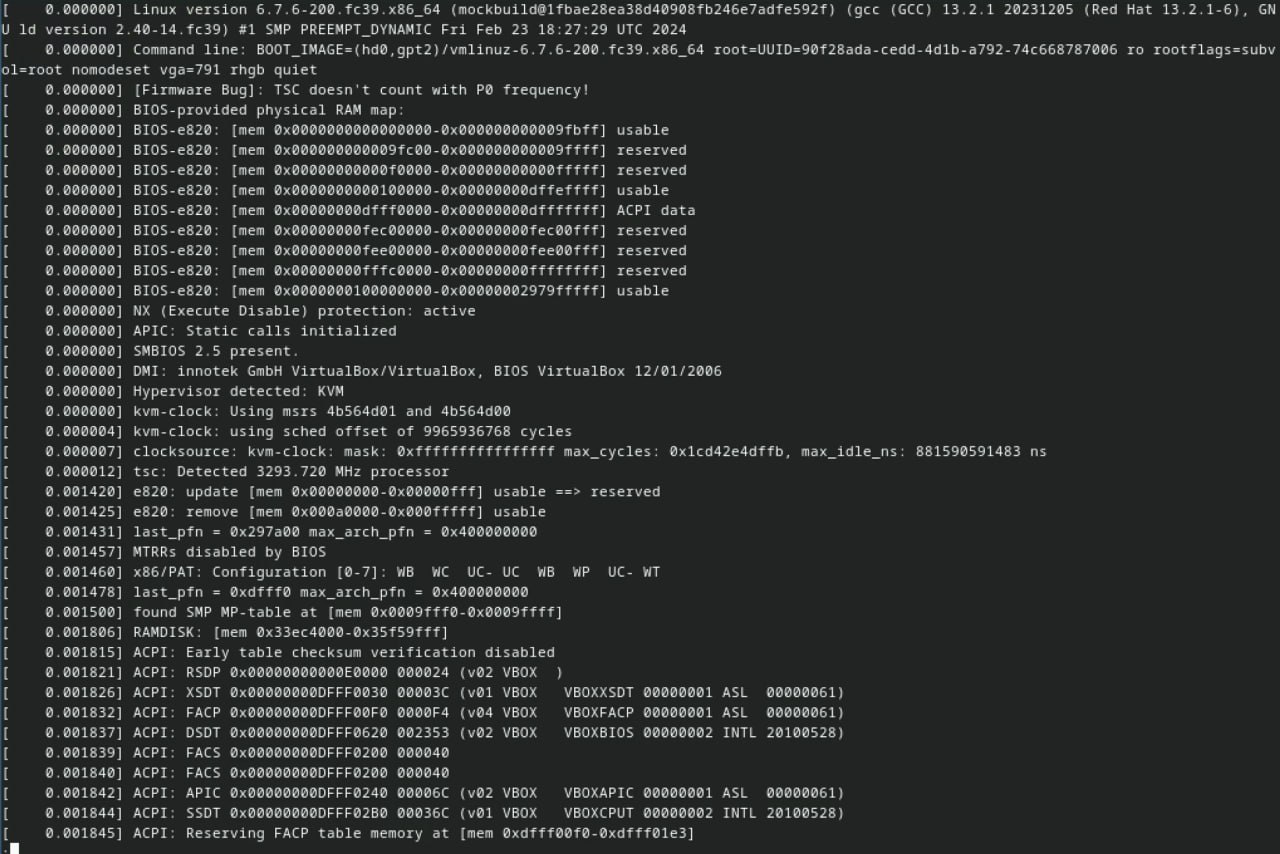 [    0.000000] Linux version 6.7.6-200.fc39.x86_64 (mockbuild@1fbae28ea38d40908fb246e7adfe592f) (gcc (GCC) 13.2.1 20231205 (Red Hat 13.2.1-6), GN
U ld version 2.40-14.fc39) #1 SMP PREEMPT_DYNAMIC Fri Feb 23 18:27:29 UTC 2024
[    0.000000] Command line: BOOT_IMAGE=(hd0,gpt2)/vmlinuz-6.7.6-200.fc39.x86_64 root=UUID=90f28ada-cedd-4d1b-a792-74c668787006 ro rootflags=subv
ol=root nomodeset vga=791 rhgb quiet
[    0.000000] [Firmware Bug]: TSC doesn't count with P0 frequency!
[    0.000000] BIOS-provided physical RAM map:
[    0.000000] BIOS-e820: [mem 0x0000000000000000-0x000000000009fbff] usable
[    0.000000] BIOS-e820: [mem 0x000000000009fc00-0x000000000009ffff] reserved
[    0.000000] BIOS-e820: [mem 0x00000000000f0000-0x00000000000fffff] reserved
[    0.000000] BIOS-e820: [mem 0x0000000000100000-0x00000000dffeffff] usable
[    0.000000] BIOS-e820: [mem 0x00000000dfff0000-0x00000000dfffffff] ACPI data
[    0.000000] BIOS-e820: [mem 0x00000000fec00000-0x00000000fec00fff] reserved
[    0.000000] BIOS-e820: [mem 0x00000000fee00000-0x00000000fee00fff] reserved
[    0.000000] BIOS-e820: [mem 0x00000000fffc0000-0x00000000ffffffff] reserved
[    0.000000] BIOS-e820: [mem 0x0000000100000000-0x00000002979fffff] usable
[    0.000000] NX (Execute Disable) protection: active
[    0.000000] APIC: Static calls initialized
[    0.000000] SMBIOS 2.5 present.
[    0.000000] DMI: innotek GmbH VirtualBox/VirtualBox, BIOS VirtualBox 12/01/2006
[    0.000000] Hypervisor detected: KVM
[    0.000000] kvm-clock: Using msrs 4b564d01 and 4b564d00
[    0.000004] kvm-clock: using sched offset of 9965936768 cycles
[    0.000007] clocksource: kvm-clock: mask: 0xffffffffffffffff max_cycles: 0x1cd42e4dffb, max_idle_ns: 881590591483 ns
[    0.000012] tsc: Detected 3293.720 MHz processor
[    0.001420] e820: update [mem 0x00000000-0x00000fff] usable ==> reserved
[    0.001425] e820: remove [mem 0x000a0000-0x000fffff] usable
[    0.001431] last_pfn = 0x297a00 max_arch_pfn = 0x400000000
[    0.001457] MTRRs disabled by BIOS
[    0.001460] x86/PAT: Configuration [0-7]: WB  WC  UC- UC  WB  WP  UC- WT
[    0.001478] last_pfn = 0xdfff0 max_arch_pfn = 0x400000000
[    0.001500] found SMP MP-table at [mem 0x0009fff0-0x0009ffff]
[    0.001806] RAMDISK: [mem 0x33ec4000-0x35f59fff]
[    0.001815] ACPI: Early table checksum verification disabled
[    0.001821] ACPI: RSDP 0x00000000000E0000 000024 (v02 VBOX  )
[    0.001826] ACPI: XSDT 0x00000000DFFF0030 00003C (v01 VBOX   VBOXXSDT 00000001 ASL  00000061)
[    0.001832] ACPI: FACP 0x00000000DFFF00F0 0000F4 (v04 VBOX   VBOXFACP 00000001 ASL  00000061)
[    0.001837] ACPI: DSDT 0x00000000DFFF0620 002353 (v02 VBOX   VBOXBIOS 00000002 INTL 20100528)
[    0.001839] ACPI: FACS 0x00000000DFFF0200 000040
[    0.001840] ACPI: FACS 0x00000000DFFF0200 000040
[    0.001842] ACPI: APIC 0x00000000DFFF0240 00006C (v02 VBOX   VBOXAPIC 00000001 ASL  00000061)
[    0.001844] ACPI: SSDT 0x00000000DFFF02B0 00036C (v01 VBOX   VBOXCPUT 00000002 INTL 20100528)
[    0.001845] ACPI: Reserving FACP table memory at [mem 0xdfff00f0-0xdfff01e3]
: